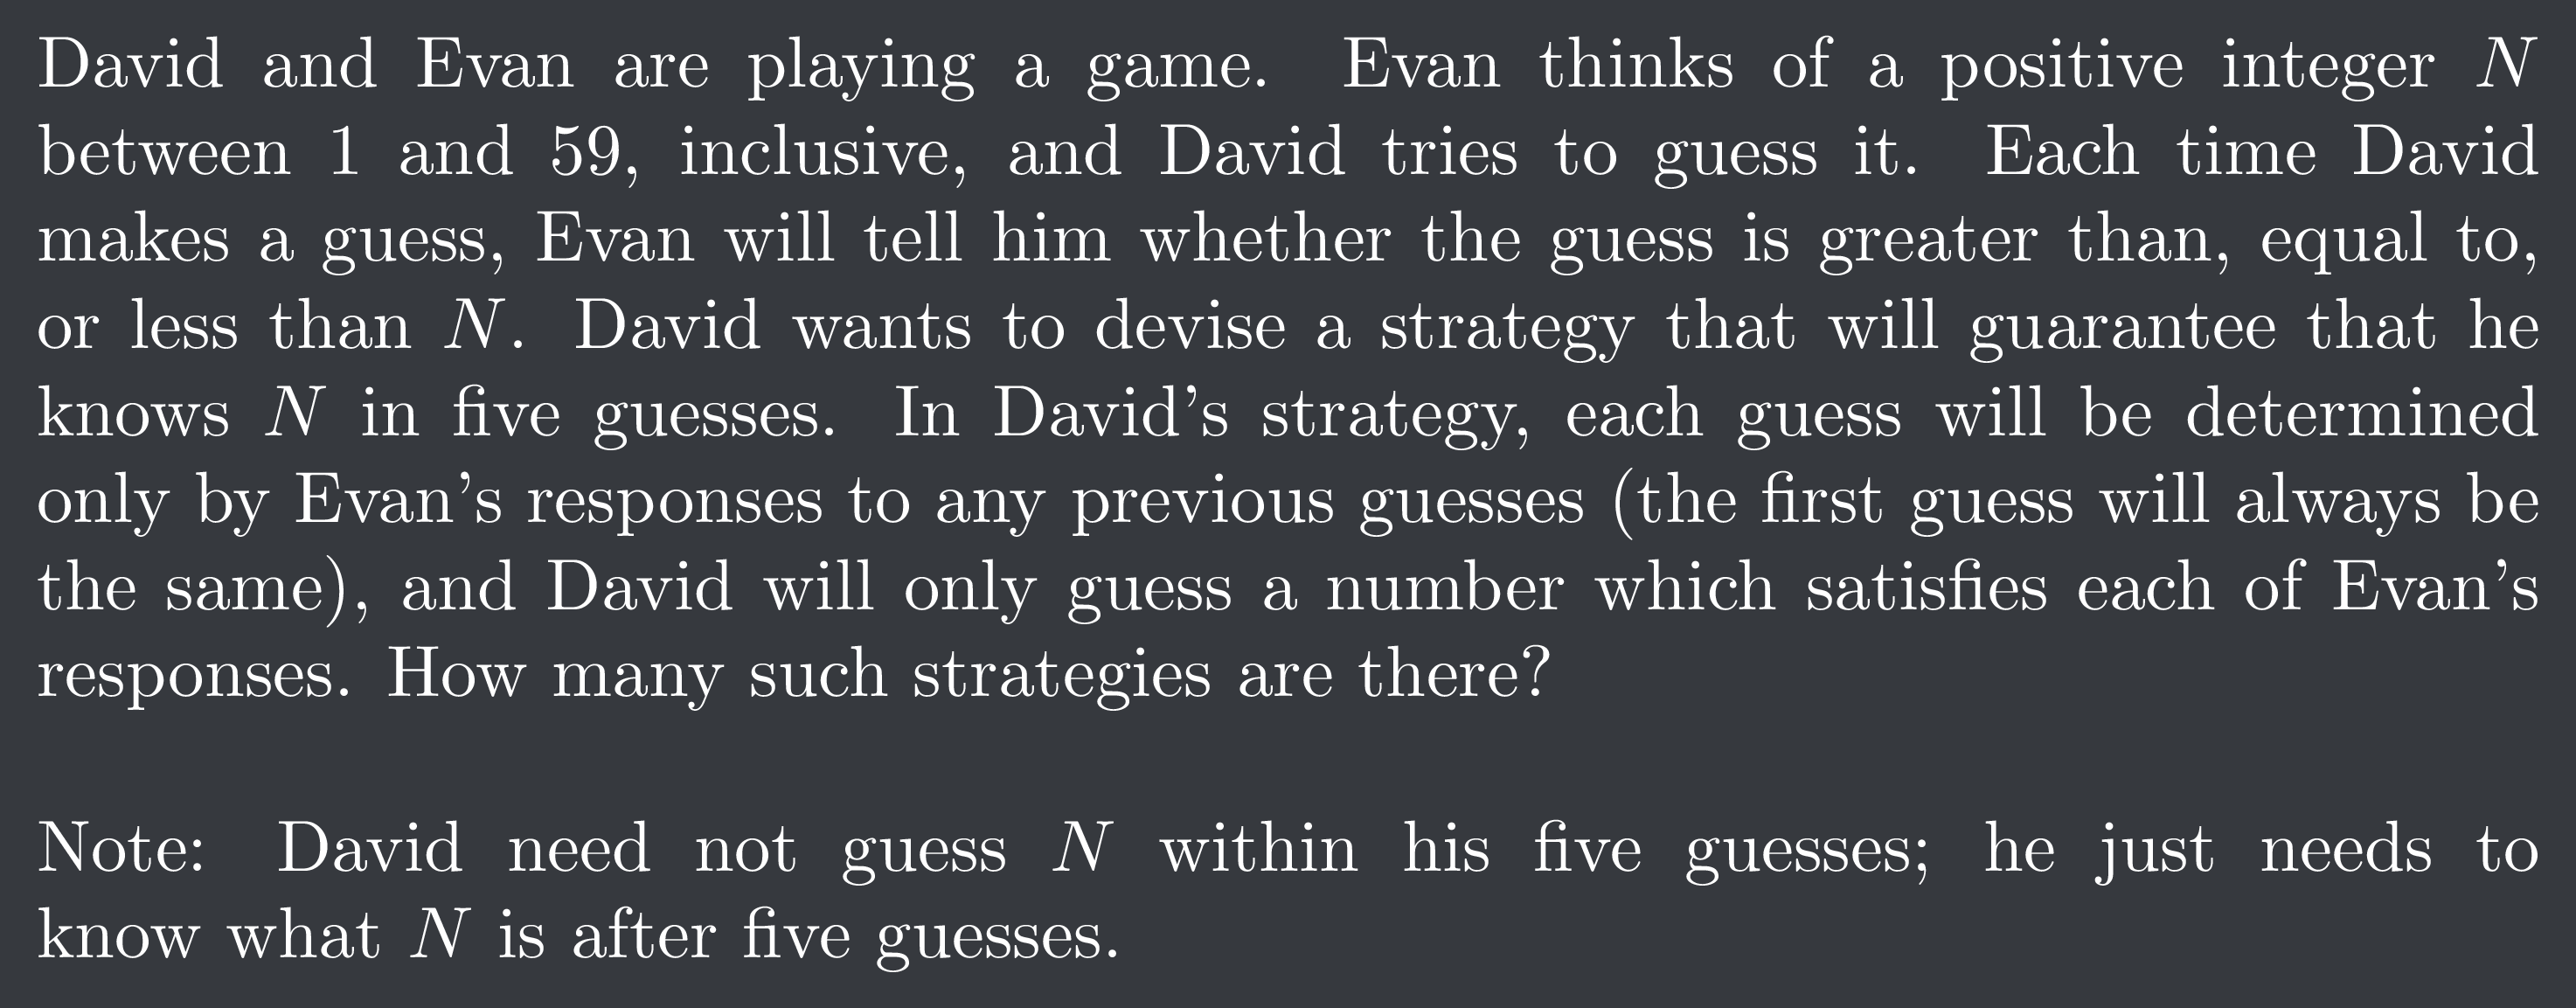 David and Evan are playing a game. Evan thinks of a positive integer N
between 1 and 59, inclusive, and David tries to guess it. Each time David
makes a guess, Evan will tell him whether the guess is greater than, equal to,
or less than N. David wants to devise a strategy that will guarantee that he
knows N in five guesses. In David's strategy, each guess will be determined
only by Evan's responses to any previous guesses (the first guess will always be
the same), and David will only guess a number which satisfies each of Evan's
responses. How many such strategies are there?
Note: David need not guess N within his five guesses; he just needs to
know what N is after five guesses.